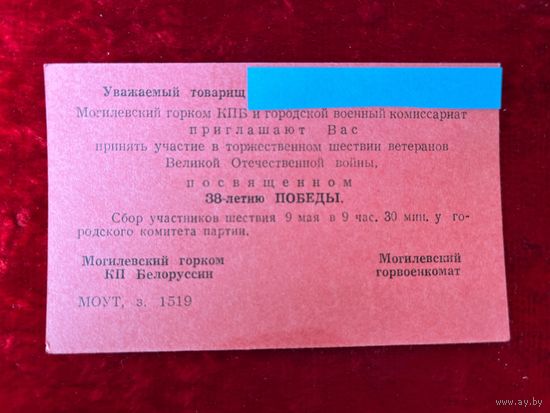 Уважаемый товарищ
Могилевский горком КПБ и городской военный комиссариат
приглашают Вас
принять участие в торжественном шествии ветеранов
Великой Отечественной войны,
посвященном
38-летию ПОБЕДЫ.
Сбор участников шествия 9 мая в 9 час. 30 мин. у го-
родского комитета партии.
Могилевский горком
КП Белоруссии
Могилевский
горвоенкомат
МОУТ, з. 1519
www.ay.by